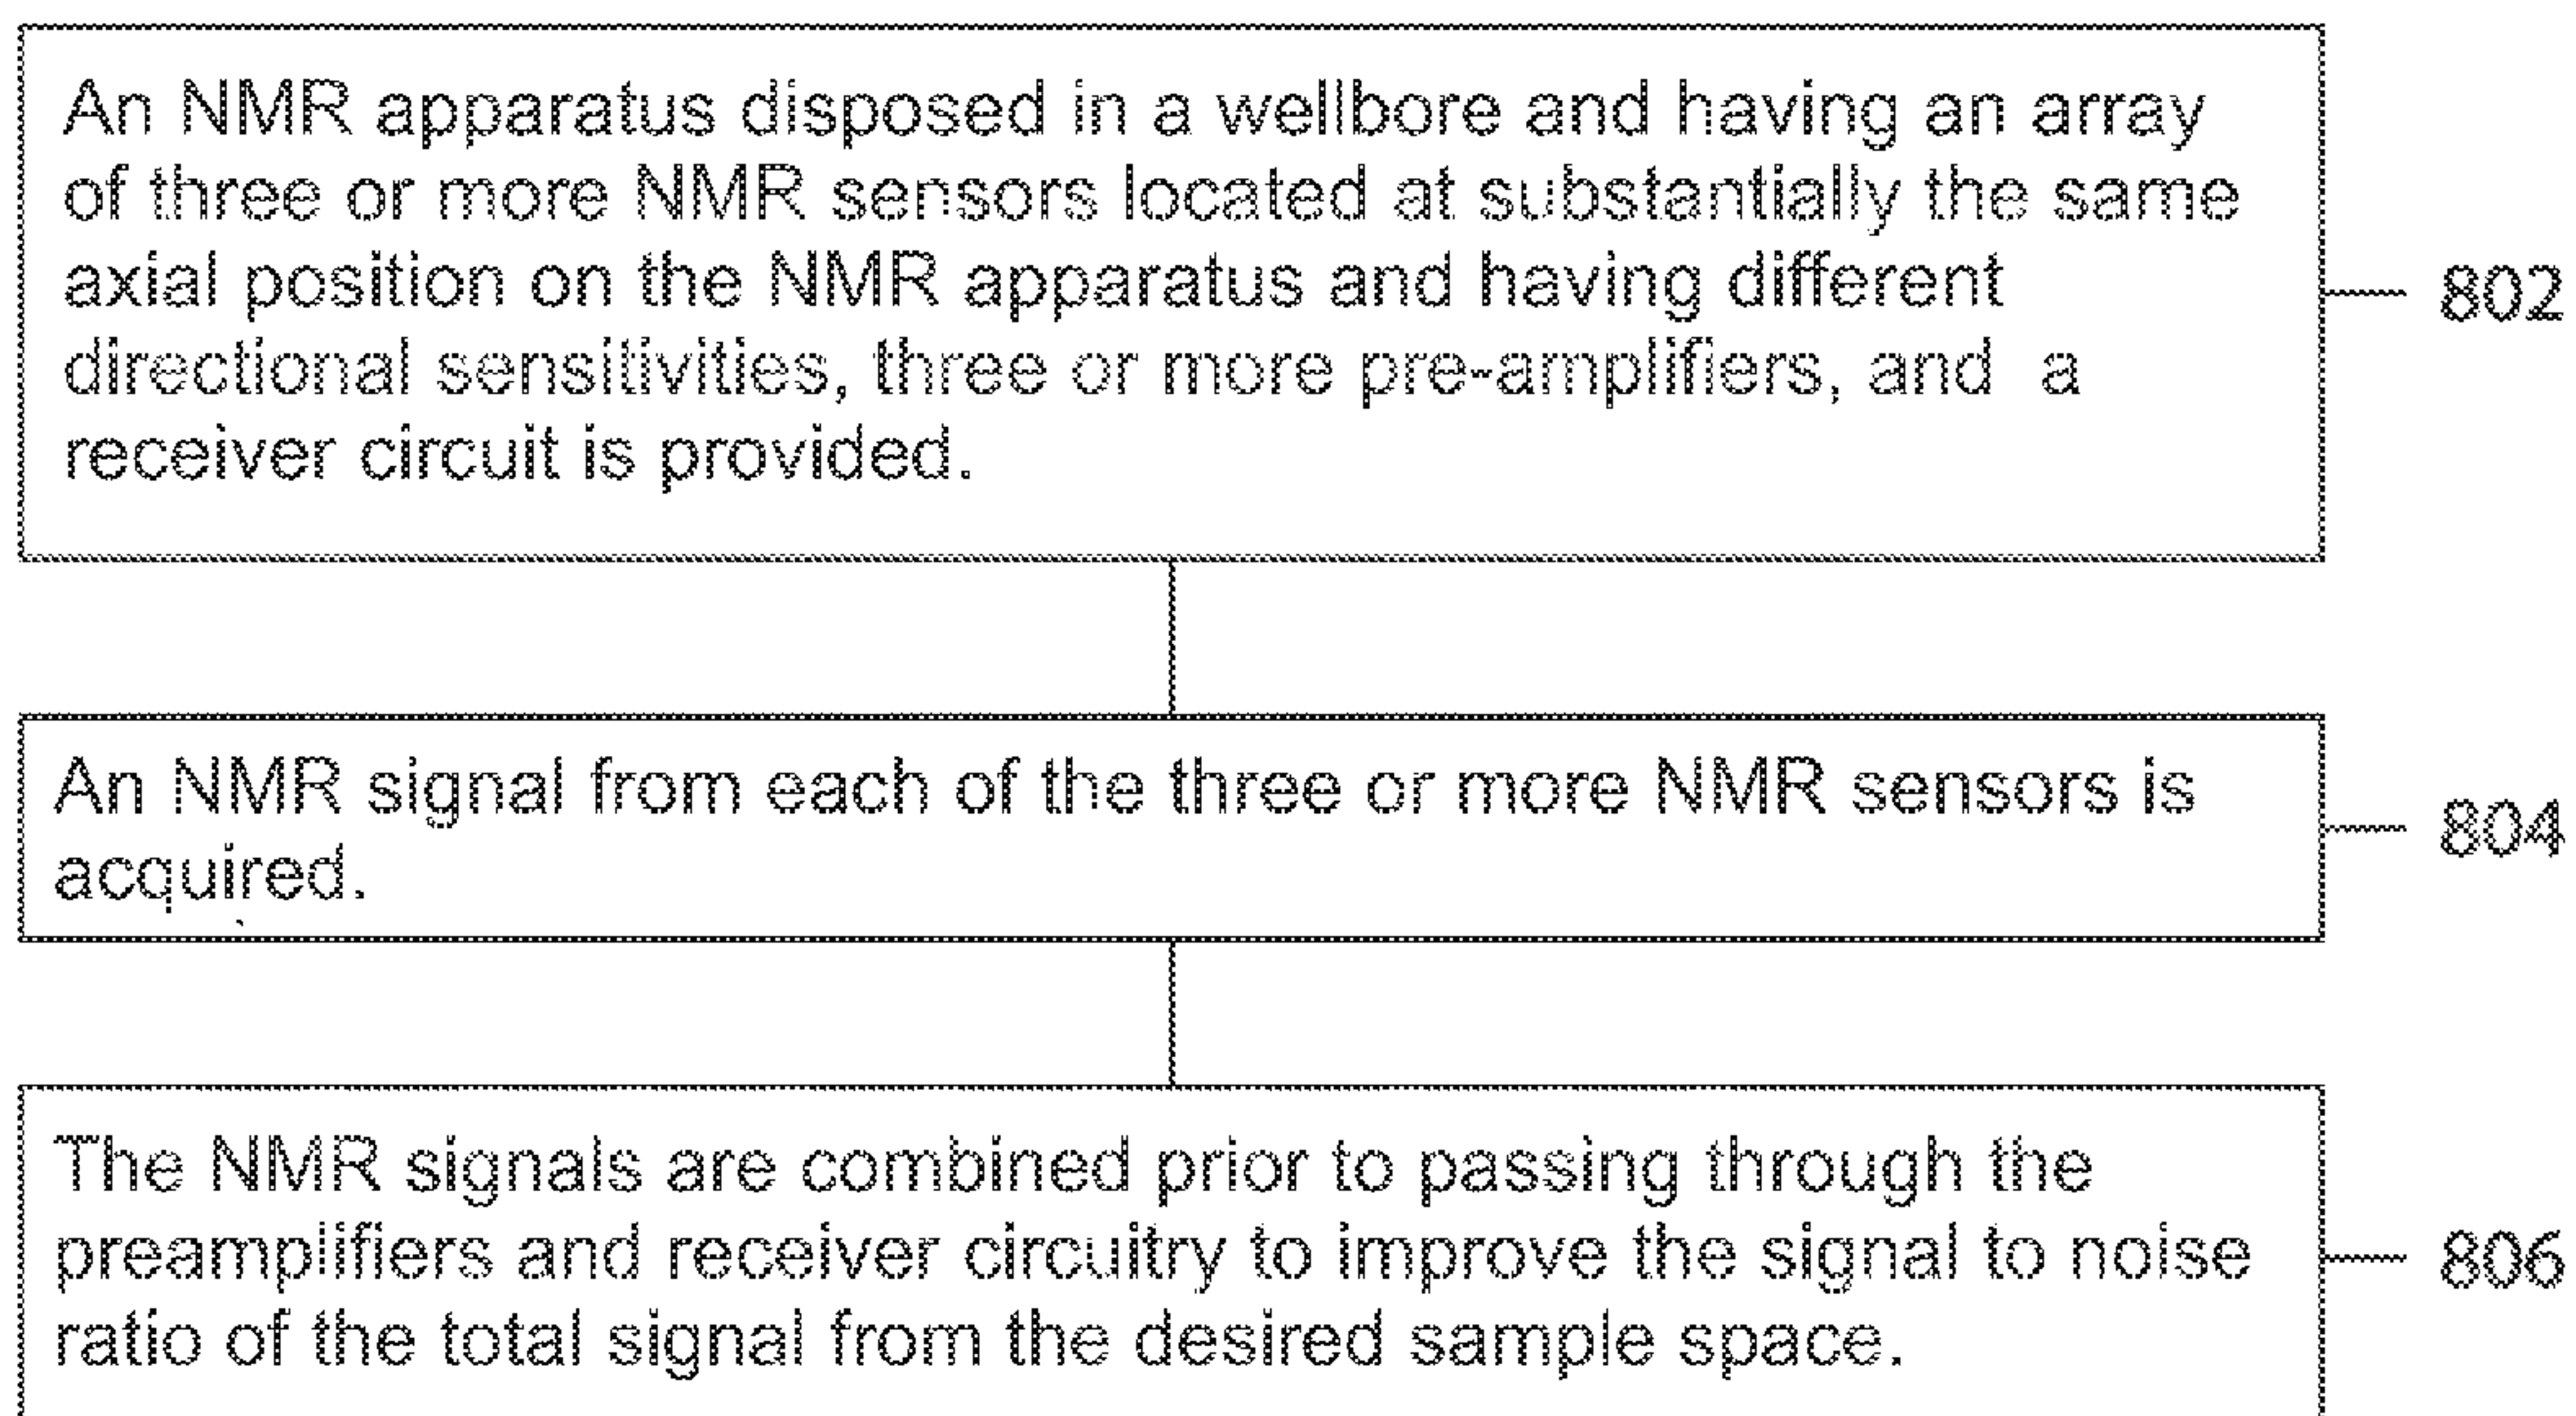 An NMR apparatus disposed in a wellbore and having an array
of three or more NMR sensors located at substantially the same
axial position on the NMR apparatus and having different
directional sensitivities, three or more pre-amplifiers, and a
receiver circuit is provided.
802
An NMR signal from each of the three or more NMR sensors is
acquired.
804
The NMR signals are combined prior to passing through the
preamplifiers and receiver circuitry to improve the signal to noise
ratio of the total signal from the desired sample space.
806